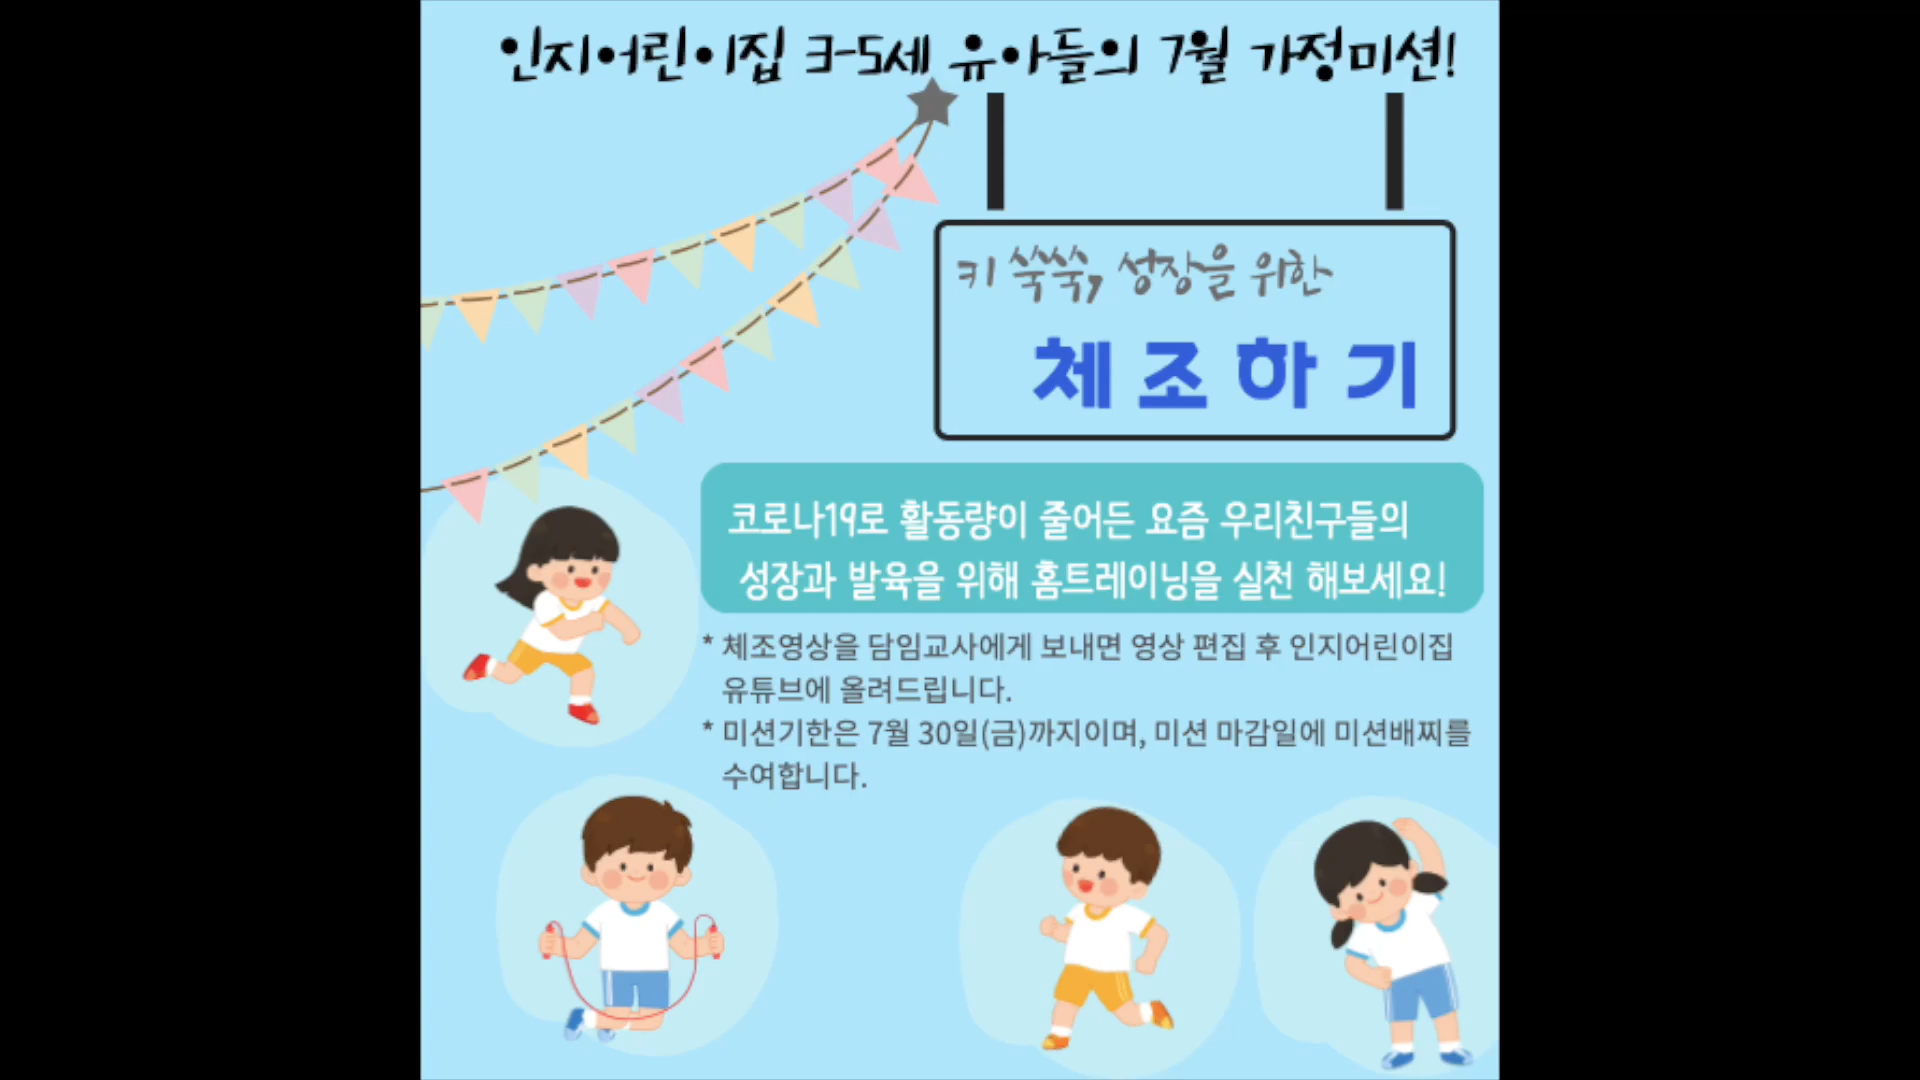 인지어린이집 3-5세 유아들의 7월 가정미션!
키 쑥쑥, 성장을 위한
체조하기
코로나19로 활동량이 줄어든 요즘 우리친구들의
성장과 발육을 위해 홈트레이닝을 실천 해보세요!
* 체조영상을 담임교사에게 보내면 영상 편집 후 인지어린이집
유튜브에 올려드립니다.
* 미션기한은 7월 30일(금)까지이며, 미션 마감일에 미션배찌를
수여합니다.